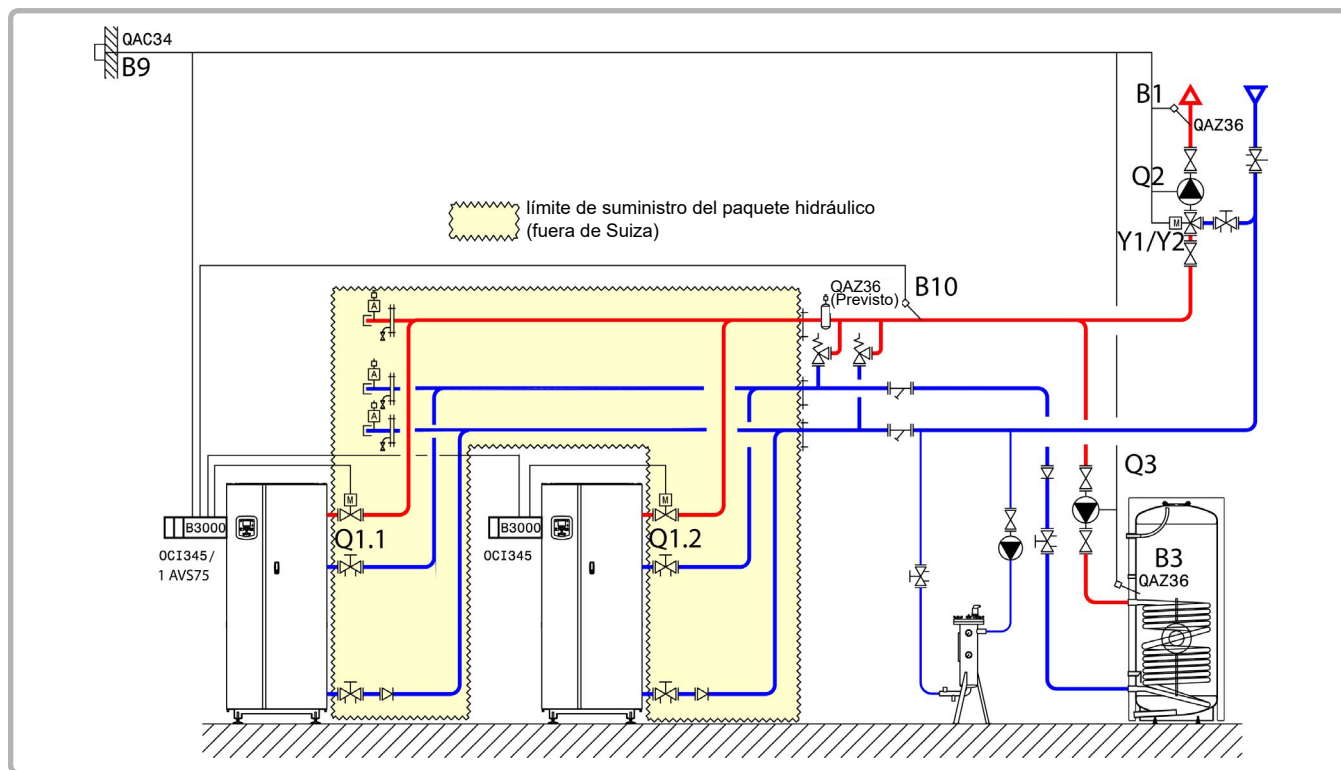 QAC34
B9
B1
QAZ36
Q2
límite de suministro del paquete hidráulico
(fuera de Suiza)
M
Y1/Y2
QAZ36
(Previsto)
B10
A
A
A
Q3
M
M
B3000
Q1.1
B3000
Q1.2
OCI345/
1 AVS75
OCI345
B3
QAZ36